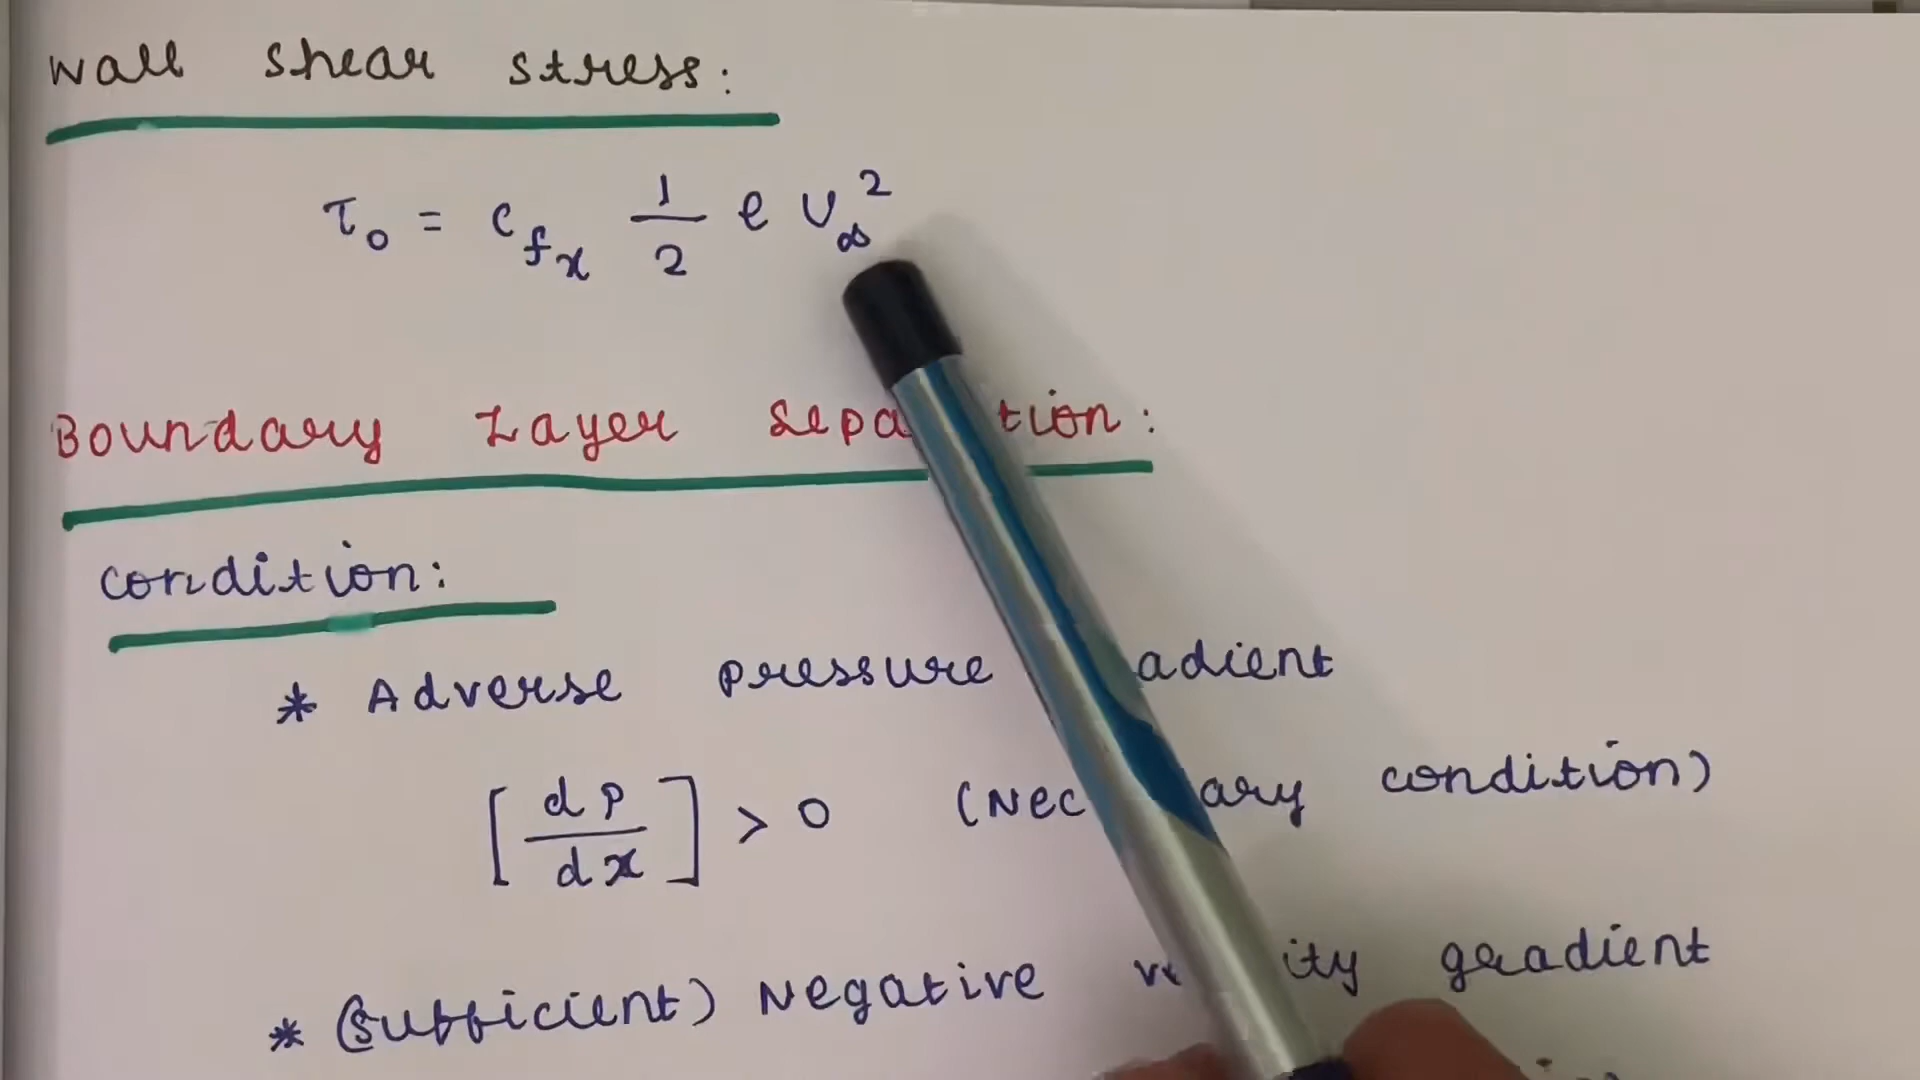 Wall shear stress:
τ₀ = C_fₓ 1/2 ρ U∞²
Boundary Layer Sepa tion:
condition:
* Adverse pressure adient
[dp/dx] > 0 (Nec ary condition)
* (Sufficient) Negative ve ity gradient